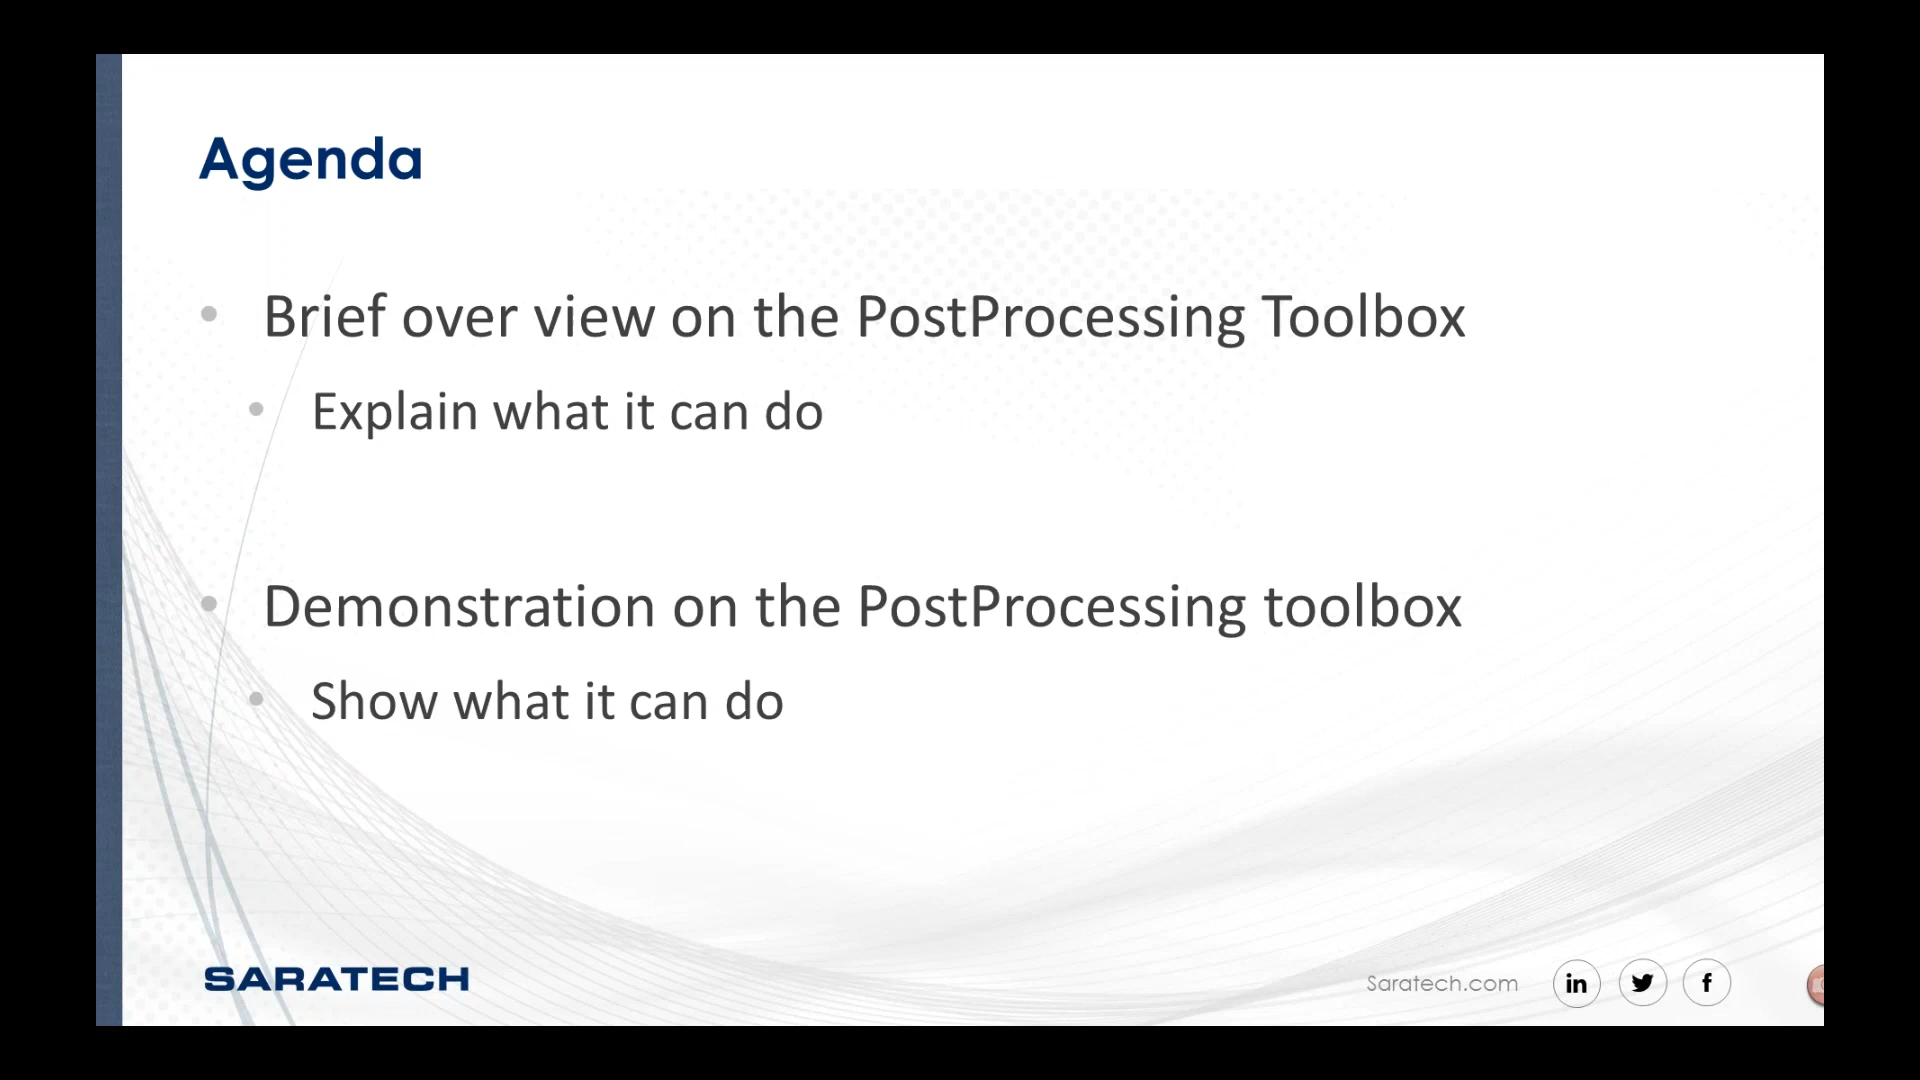 Agenda
• Brief over view on the PostProcessing Toolbox
• Explain what it can do
• Demonstration on the PostProcessing toolbox
• Show what it can do
SARATECH
Saratech.com
in
f